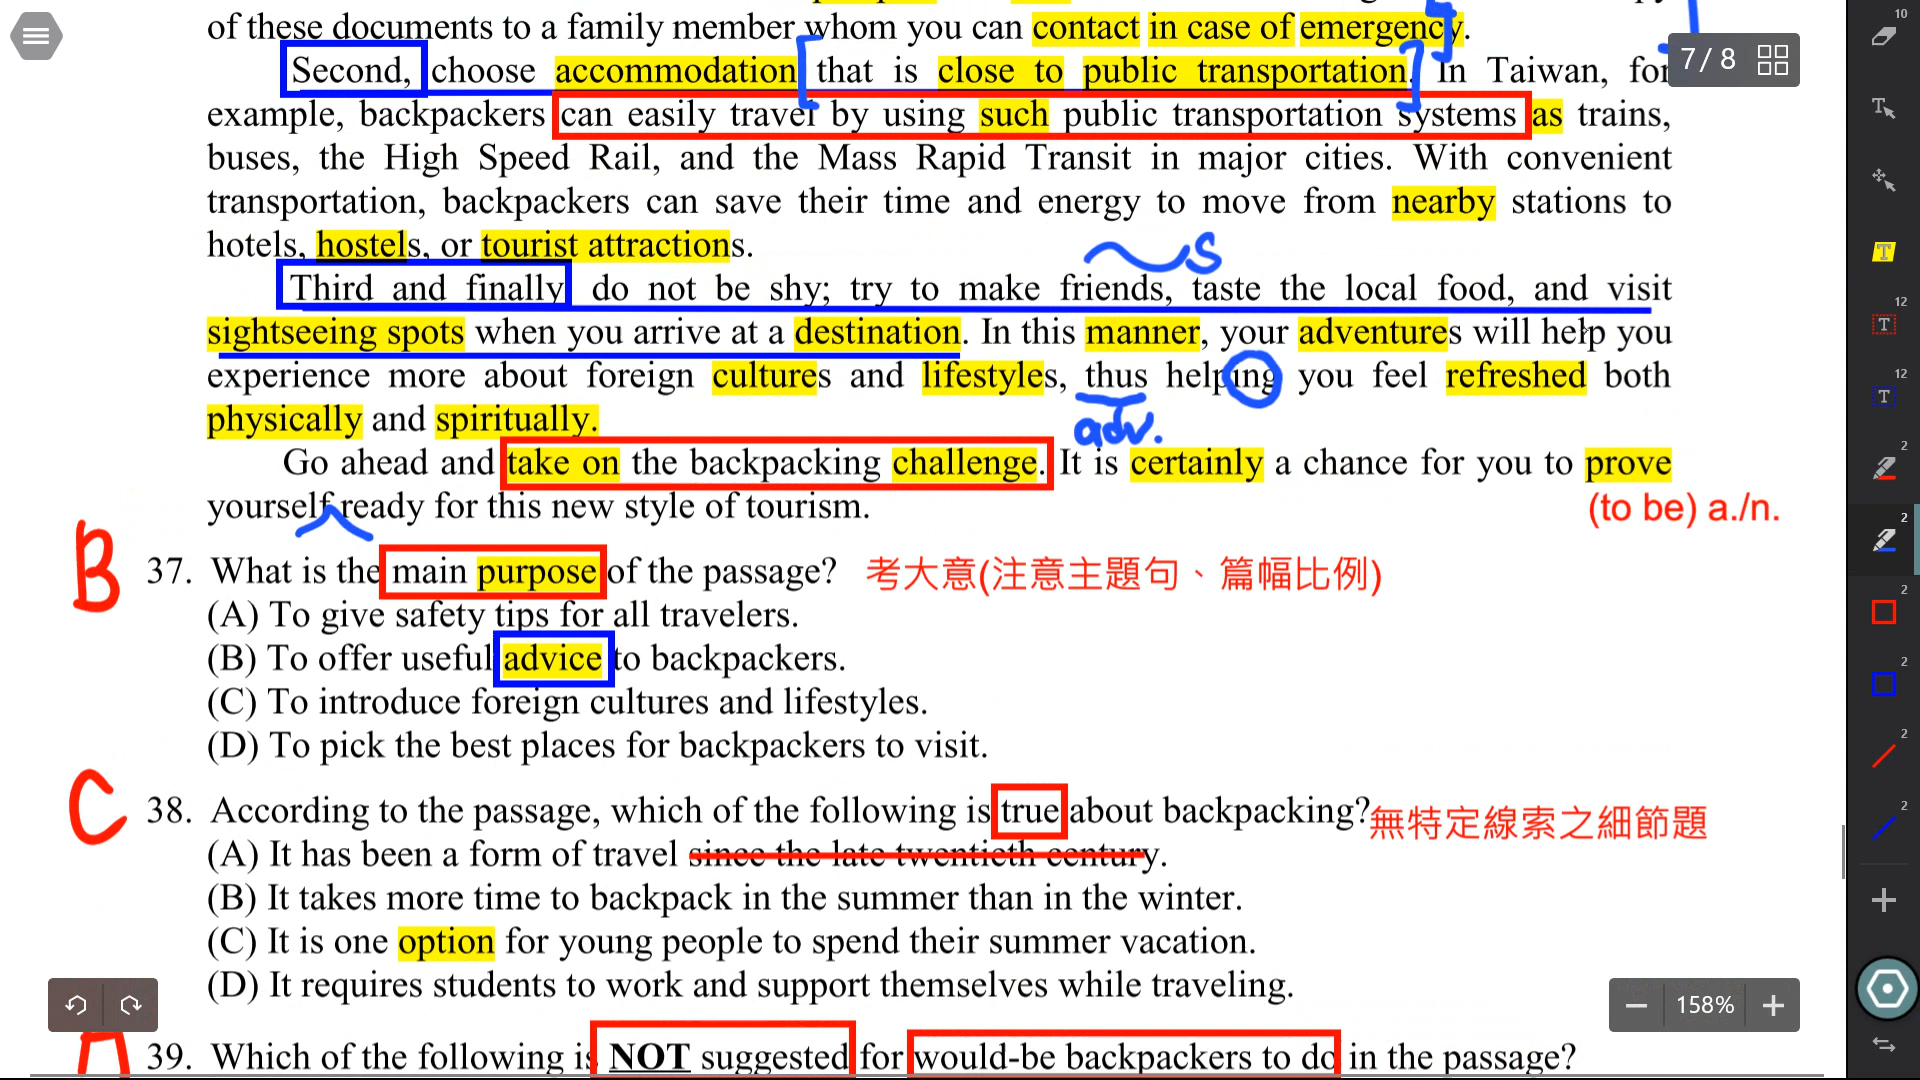 of these documents to a family member whom you can contact in case of emergency.
Second, choose accommodation that is close to public transportation. In Taiwan, for
7 / 8
example, backpackers can easily travel by using such public transportation systems as trains,
buses, the High Speed Rail, and the Mass Rapid Transit in major cities. With convenient
transportation, backpackers can save their time and energy to move from nearby stations to
hotels, hostels, or tourist attractions.
s
Third and finally do not be shy; try to make friends, taste the local food, and visit
sightseeing spots when you arrive at a destination. In this manner, your adventures will help you
experience more about foreign cultures and lifestyles, thus helping you feel refreshed both
physically and spiritually.
adv.
Go ahead and take on the backpacking challenge. It is certainly a chance for you to prove
yourself ready for this new style of tourism.
(to be) a./n.
B
37. What is the main purpose of the passage? 考大意(注意主題句、篇幅比例)
(A) To give safety tips for all travelers.
(B) To offer useful advice to backpackers.
(C) To introduce foreign cultures and lifestyles.
(D) To pick the best places for backpackers to visit.
C
38. According to the passage, which of the following is true about backpacking? 無特定線索之細節題
(A) It has been a form of travel since the late twentieth century.
(B) It takes more time to backpack in the summer than in the winter.
(C) It is one option for young people to spend their summer vacation.
(D) It requires students to work and support themselves while traveling.
A
39. Which of the following is NOT suggested for would-be backpackers to do in the passage?
158%
10
T
T
12
T
12
T
2
2
2
2
2
2